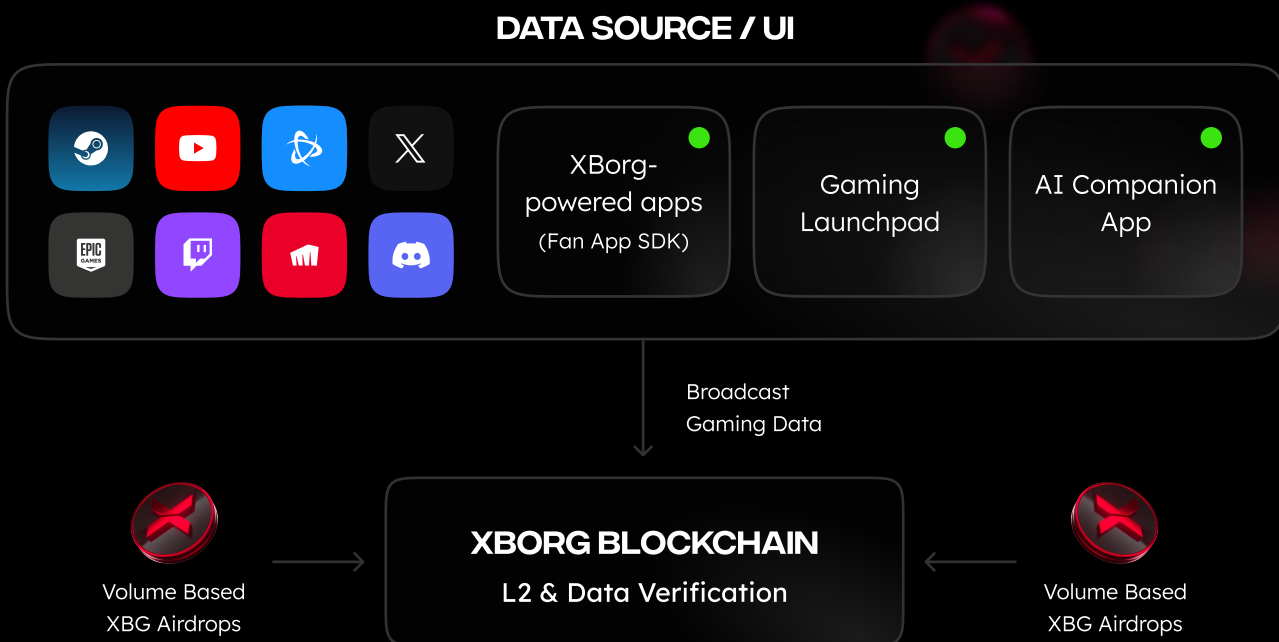 DATA SOURCE / UI
XBorg-
powered apps
(Fan App SDK)
Gaming
Launchpad
AI Companion
App
EPIC
GAMES
Broadcast
Gaming Data
XBORG BLOCKCHAIN
L2 & Data Verification
Volume Based
XBG Airdrops
Volume Based
XBG Airdrops